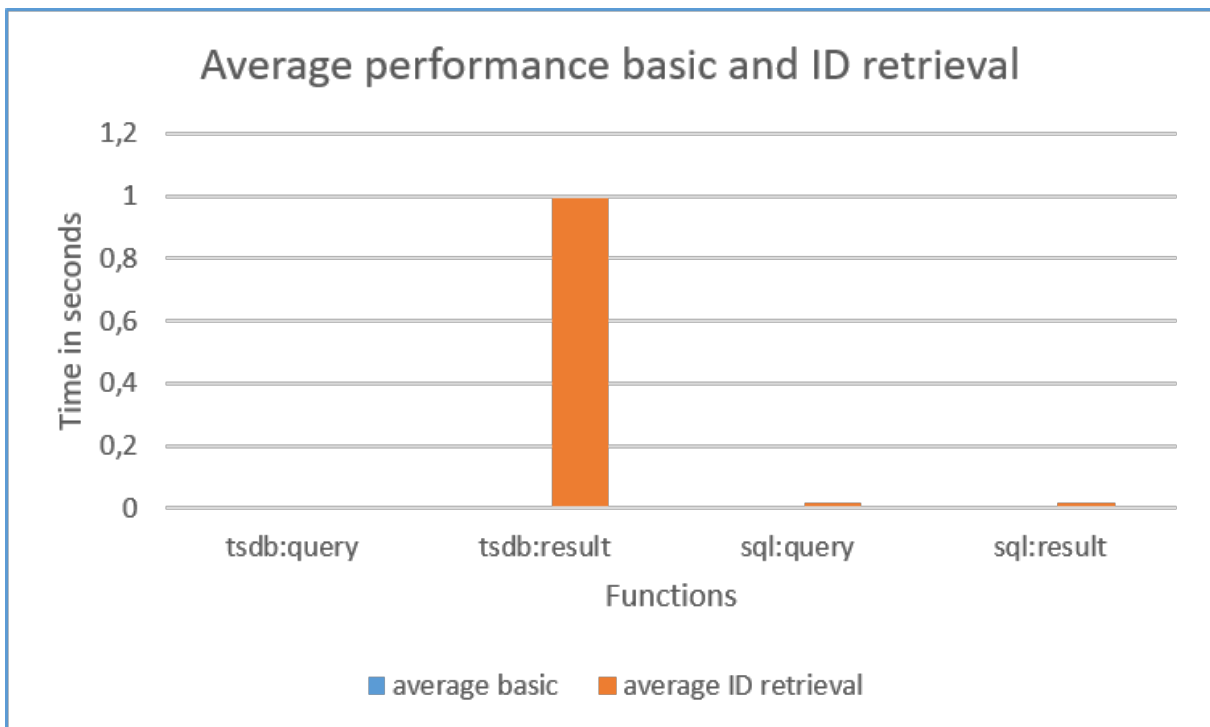 Average performance basic and ID retrieval
1,2
1
0,8
0,6
0,4
0,2
0
Time in seconds
tsdb:query tsdb:result sql:query sql:result
Functions
average basic average ID retrieval